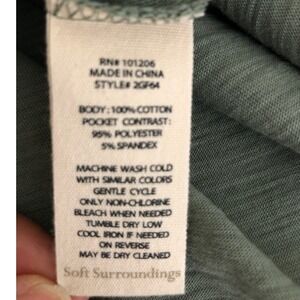 RN# 101206
MADE IN CHINA
STYLE# 2GF64
BODY: 100% COTTON
POCKET CONTRAST:
95% POLYESTER
5% SPANDEX
MACHINE WASH COLD
WITH SIMILAR COLORS
GENTLE CYCLE
ONLY NON-CHLORINE
BLEACH WHEN NEEDED
TUMBLE DRY LOW
COOL IRON IF NEEDED
ON REVERSE
MAY BE DRY CLEANED
Soft Surroundings